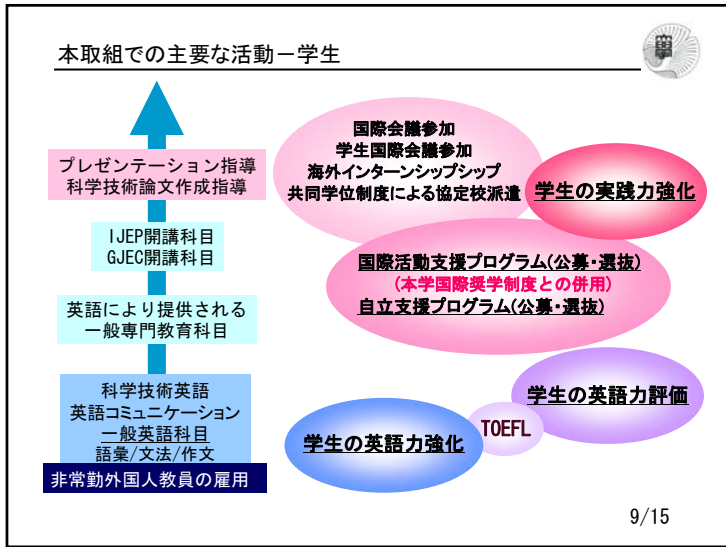 本取組での主要な活動－学生
プレゼンテーション指導
科学技術論文作成指導
IJEP開講科目
GJEC開講科目
英語により提供される
一般専門教育科目
科学技術英語
英語コミュニケーション
一般英語科目
語彙/文法/作文
非常勤外国人教員の雇用
国際会議参加
学生国際会議参加
海外インターンシップシップ
共同学位制度による協定校派遣
学生の実践力強化
国際活動支援プログラム(公募・選抜)
(本学国際奨学制度との併用)
自立支援プログラム(公募・選抜)
学生の英語力評価
TOEFL
学生の英語力強化
9/15